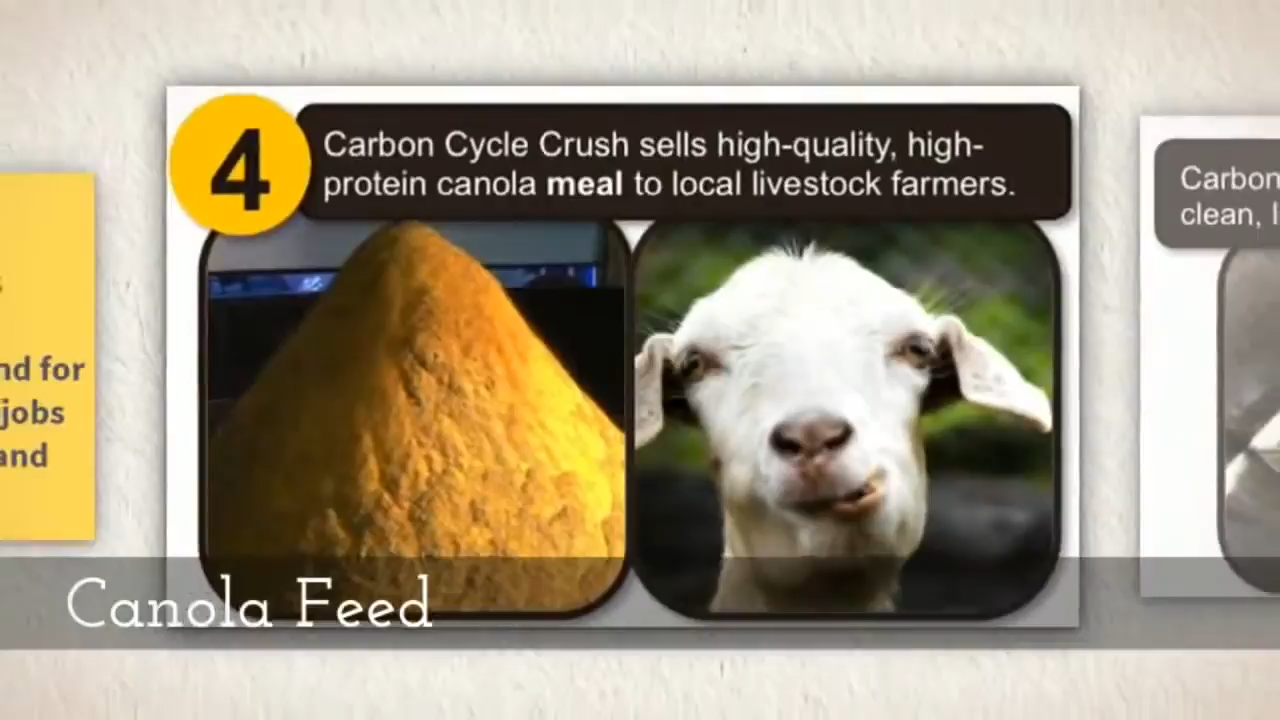 4
Carbon Cycle Crush sells high-quality, high-
protein canola meal to local livestock farmers.
nd for
jobs
and
Carbon
clean, l
Canola Feed